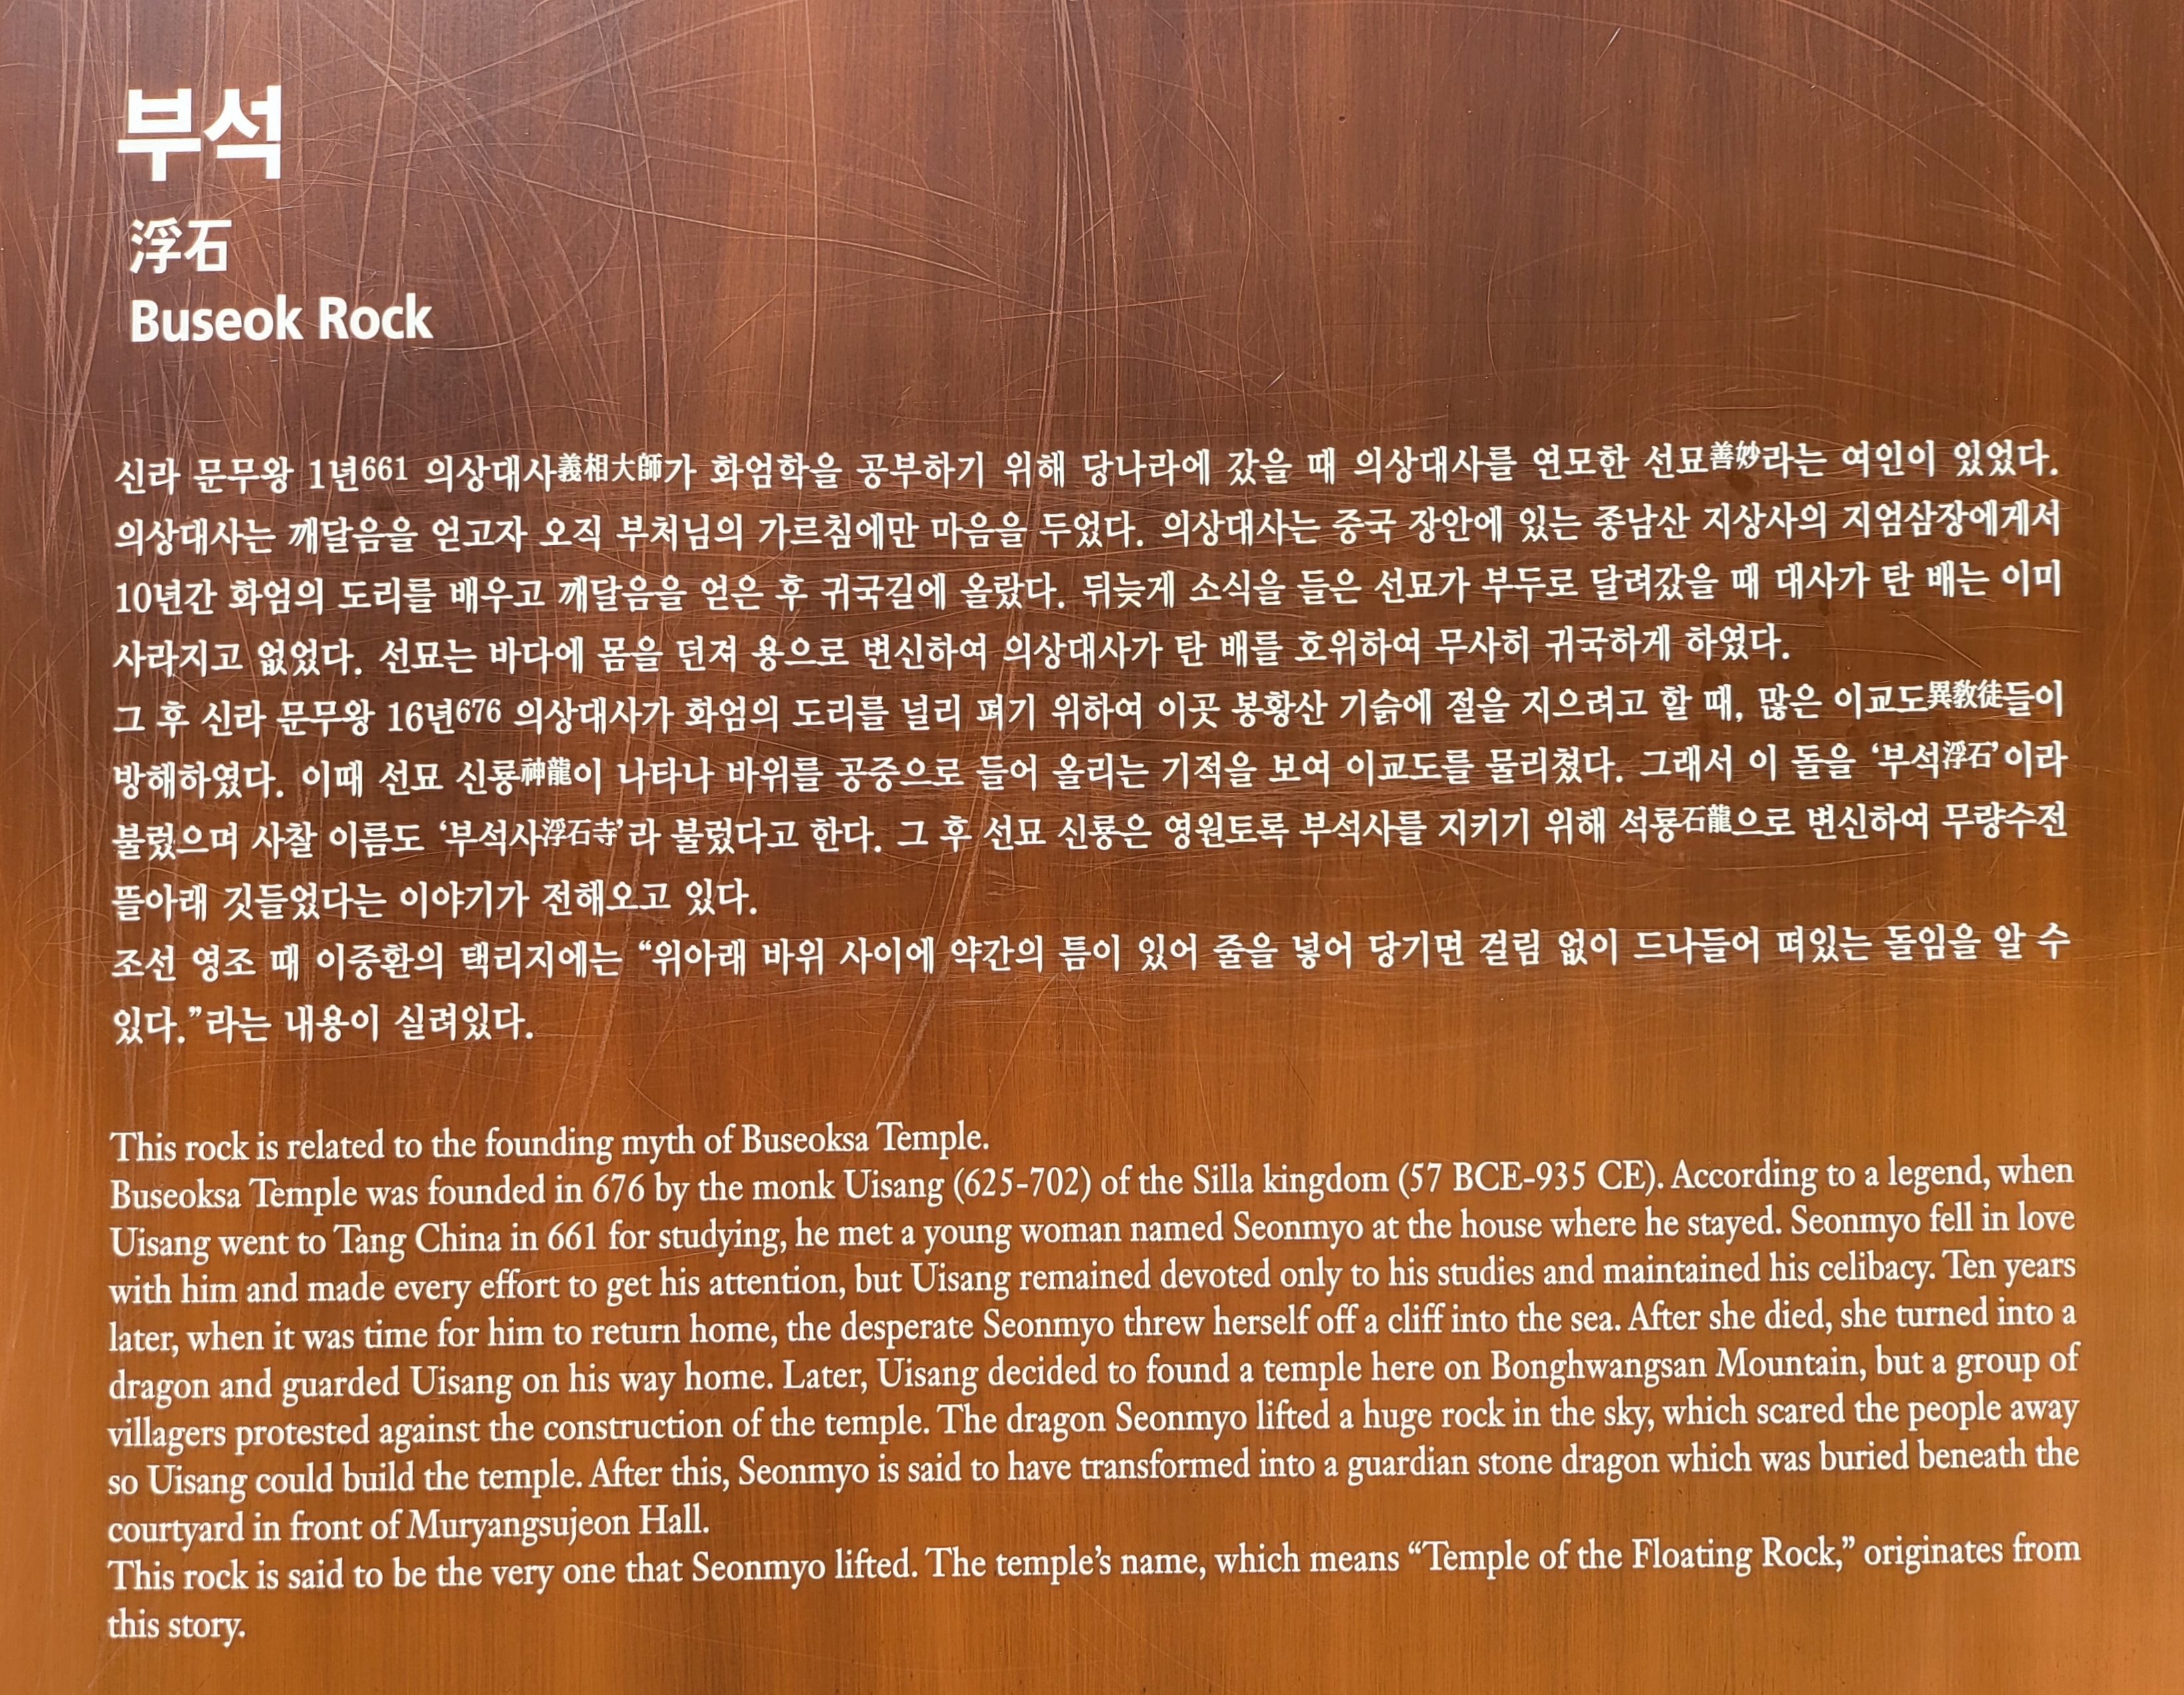 부석
浮石
Buseok Rock
신라 문무왕 1년661 의상대사義相大師가 화엄학을 공부하기 위해 당나라에 갔을 때 의상대사를 연모한 선묘善妙라는 여인이 있었다.
의상대사는 깨달음을 얻고자 오직 부처님의 가르침에만 마음을 두었다. 의상대사는 중국 장안에 있는 종남산 지상사의 지엄삼장에게서
10년간 화엄의 도리를 배우고 깨달음을 얻은 후 귀국길에 올랐다. 뒤늦게 소식을 들은 선묘가 부두로 달려갔을 때 대사가 탄 배는 이미
사라지고 없었다. 선묘는 바다에 몸을 던져 용으로 변신하여 의상대사가 탄 배를 호위하여 무사히 귀국하게 하였다.
그 후 신라 문무왕 16년676 의상대사가 화엄의 도리를 널리 펴기 위하여 이곳 봉황산 기슭에 절을 지으려고 할 때, 많은 이교도異敎徒들이
방해하였다. 이때 선묘 신룡神龍이 나타나 바위를 공중으로 들어 올리는 기적을 보여 이교도를 물리쳤다. 그래서 이 돌을 ‘부석浮石’이라
불렀으며 사찰 이름도 ‘부석사浮石寺’라 불렀다고 한다. 그 후 선묘 신룡은 영원토록 부석사를 지키기 위해 석룡石龍으로 변신하여 무량수전
뜰아래 깃들었다는 이야기가 전해오고 있다.
조선 영조 때 이중환의 택리지에는 “위아래 바위 사이에 약간의 틈이 있어 줄을 넣어 당기면 걸림 없이 드나들어 떠있는 돌임을 알 수
있다.”라는 내용이 실려있다.
This rock is related to the founding myth of Buseoksa Temple.
Buseoksa Temple was founded in 676 by the monk Uisang (625-702) of the Silla kingdom (57 BCE-935 CE). According to a legend, when
Uisang went to Tang China in 661 for studying, he met a young woman named Seonmyo at the house where he stayed. Seonmyo fell in love
with him and made every effort to get his attention, but Uisang remained devoted only to his studies and maintained his celibacy. Ten years
later, when it was time for him to return home, the desperate Seonmyo threw herself off a cliff into the sea. After she died, she turned into a
dragon and guarded Uisang on his way home. Later, Uisang decided to found a temple here on Bonghwangsan Mountain, but a group of
villagers protested against the construction of the temple. The dragon Seonmyo lifted a huge rock in the sky, which scared the people away
so Uisang could build the temple. After this, Seonmyo is said to have transformed into a guardian stone dragon which was buried beneath the
courtyard in front of Muryangsujeon Hall.
This rock is said to be the very one that Seonmyo lifted. The temple’s name, which means “Temple of the Floating Rock,” originates from
this story.